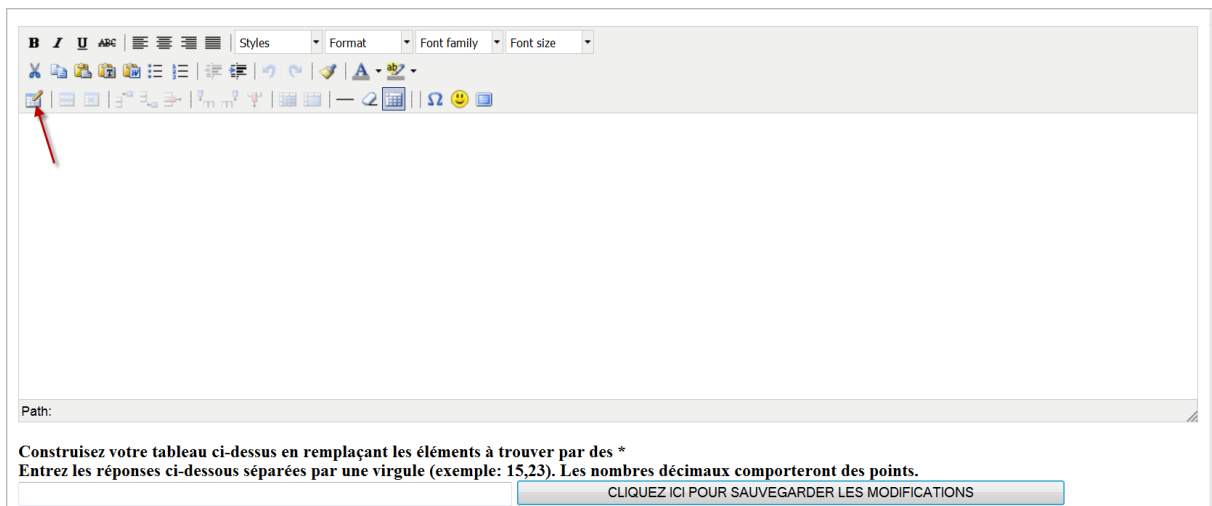 B I U ABC Styles Format Font family Font size
A ab
Ω
Path:
Construisez votre tableau ci-dessus en remplaçant les éléments à trouver par des *
Entrez les réponses ci-dessous séparées par une virgule (exemple: 15,23). Les nombres décimaux comporteront des points.
CLIQUEZ ICI POUR SAUVEGARDER LES MODIFICATIONS